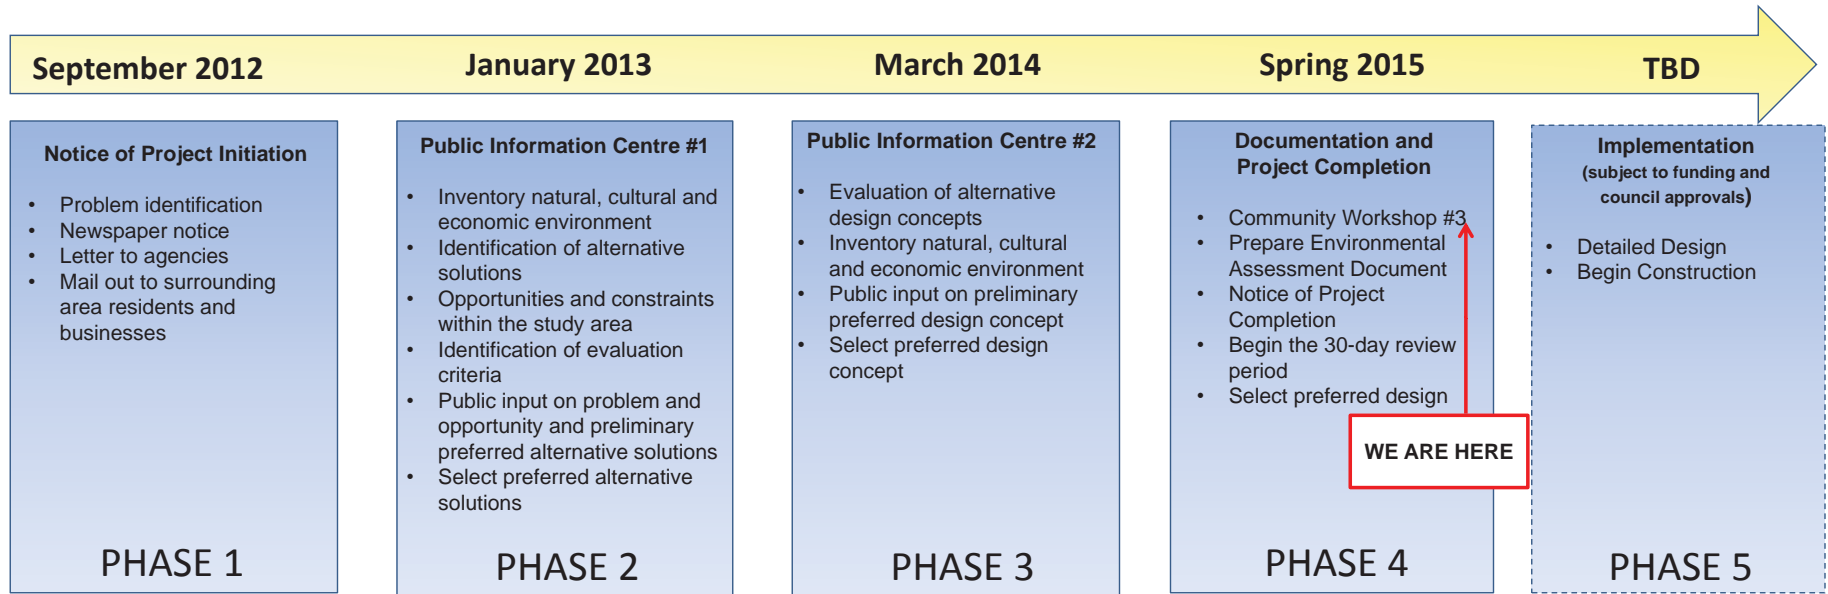 September 2012
January 2013
March 2014
Spring 2015
TBD
Notice of Project Initiation
• Problem identification
• Newspaper notice
• Letter to agencies
• Mail out to surrounding
area residents and
businesses
PHASE 1
Public Information Centre #1
• Inventory natural, cultural and
economic environment
• Identification of alternative
solutions
• Opportunities and constraints
within the study area
• Identification of evaluation
criteria
• Public input on problem and
opportunity and preliminary
preferred alternative solutions
• Select preferred alternative
solutions
PHASE 2
Public Information Centre #2
• Evaluation of alternative
design concepts
• Inventory natural, cultural
and economic environment
• Public input on preliminary
preferred design concept
• Select preferred design
concept
PHASE 3
Documentation and
Project Completion
• Community Workshop #3
• Prepare Environmental
Assessment Document
• Notice of Project
Completion
• Begin the 30-day review
period
• Select preferred design
WE ARE HERE
PHASE 4
Implementation
(subject to funding and
council approvals)
• Detailed Design
• Begin Construction
PHASE 5